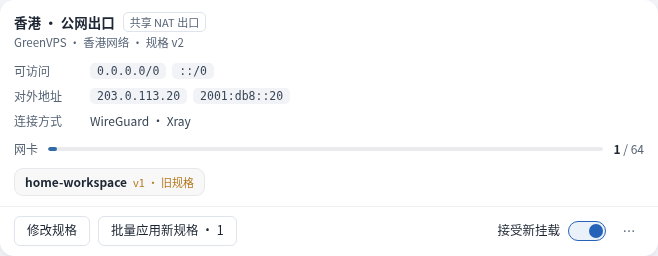 香港 • 公网出口 共享 NAT 出口
GreenVPS • 香港网络 • 规格 v2
可访问 0.0.0.0/0 ::/0
对外地址 203.0.113.20 2001:db8::20
连接方式 WireGuard • Xray
网卡 1 / 64
home-workspace v1 • 旧规格
修改规格 批量应用新规格 • 1 接受新挂载 ···